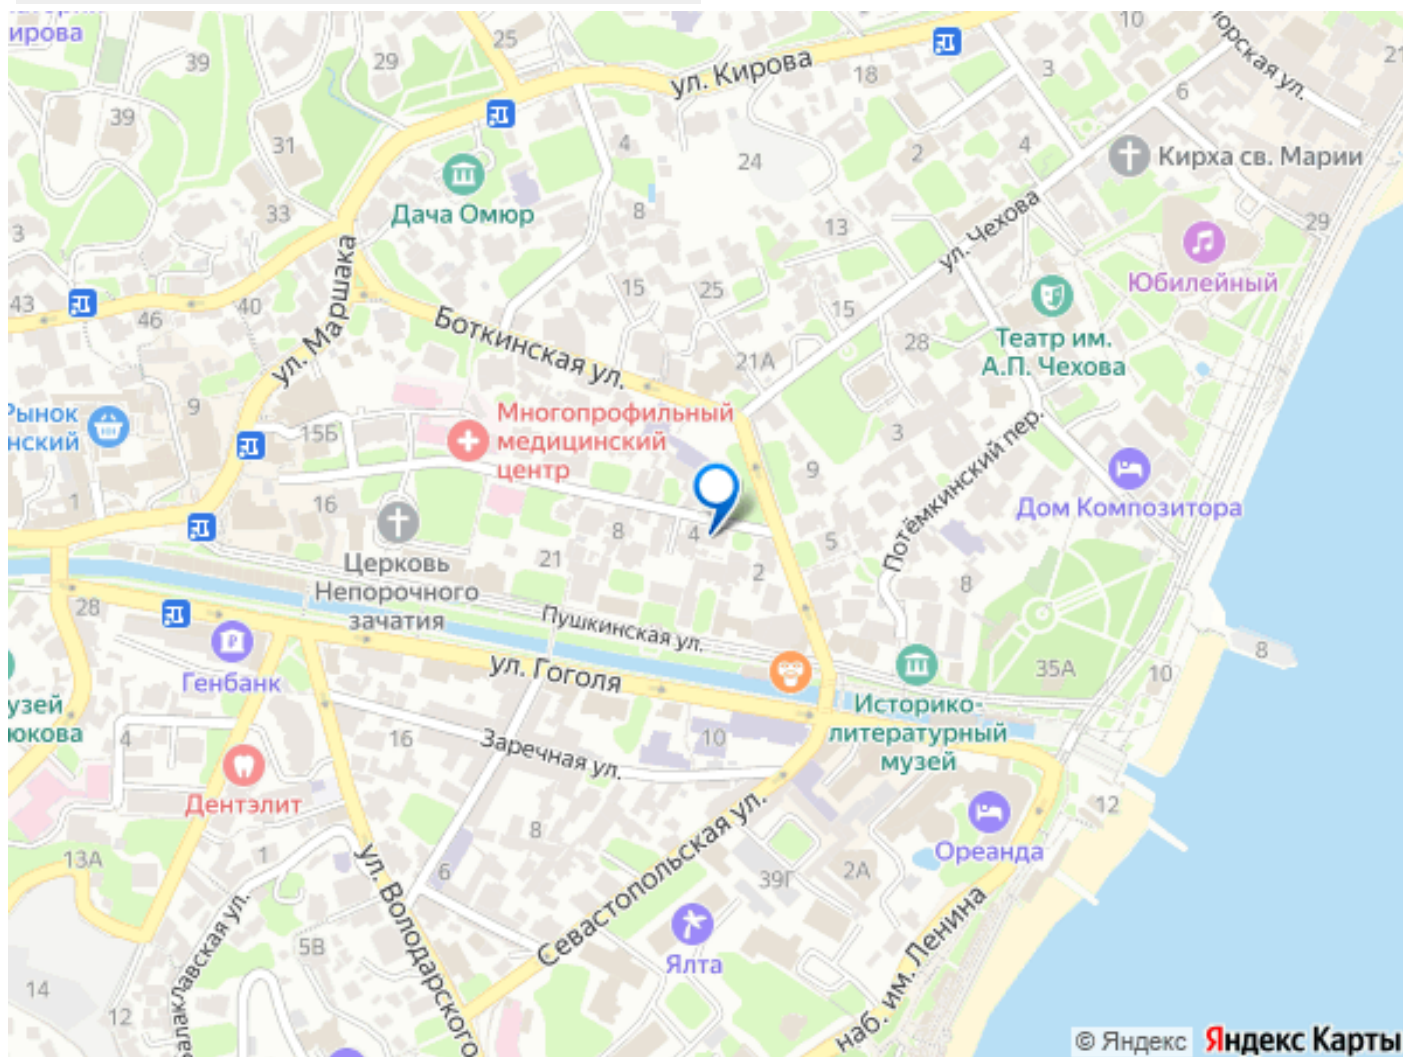 ирова
39
29
25
ул. Кирова
18
10
3
21
орская ул.
6
39
31
4
24
2
4
Кирха св. Марии
Дача Омюр
33
8
13
ул. Чехова
29
3
ул. Маршака
Юбилейный
43
46
40
15
25
15
Боткинская ул.
21А
28
Театр им.
А.П. Чехова
Рынок
нский
9
15Б
Многопрофильный
медицинский
центр
3
9
Потёмкинский пер.
Дом Композитора
1
16
8
4
5
Церковь
Непорочного
зачатия
21
2
8
28
Пушкинская ул.
Генбанк
ул. Гоголя
35А
10
8
узей
юкова
4
16
Заречная ул.
10
Историко-
литературный
музей
Дентэлит
12
13А
1
8
6
Севастопольская ул.
39Г
2А
Ореанда
ул. Володарского
5В
Ялта
наб. им. Ленина
балаклавская ул.
14
12
© Яндекс
Яндекс Карты